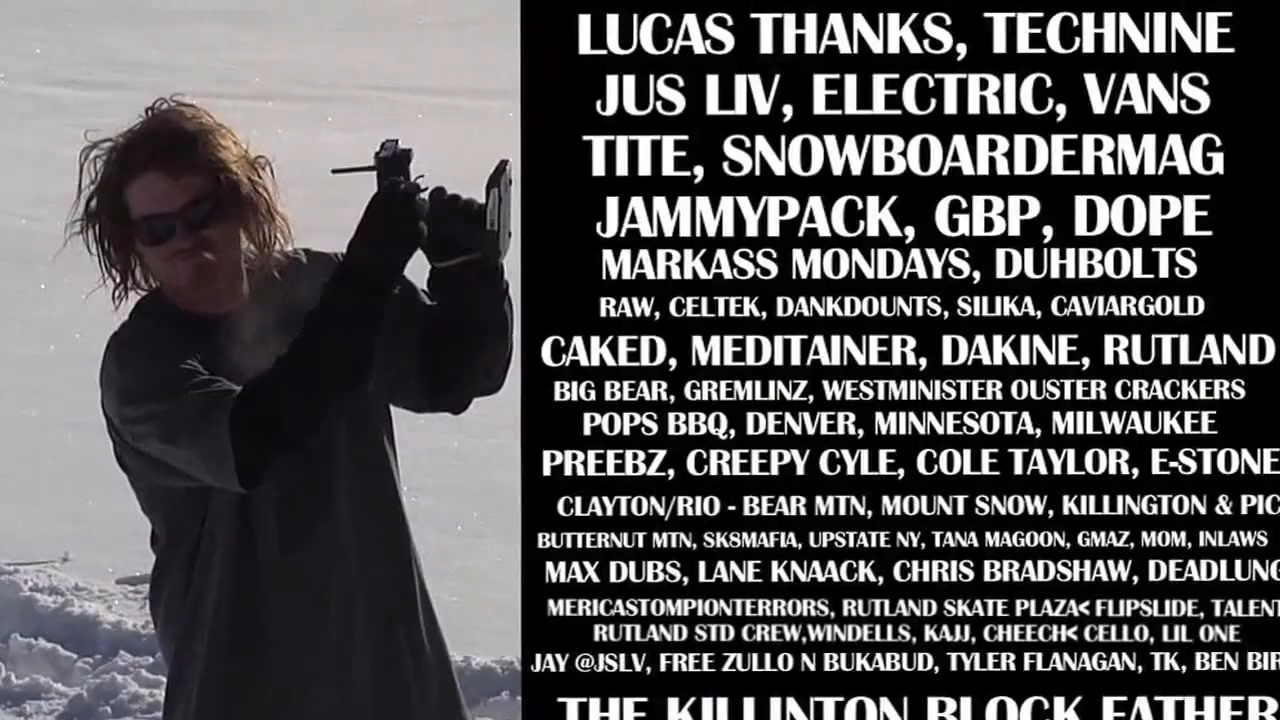 LUCAS THANKS, TECHNINE
JUS LIV, ELECTRIC, VANS
TITE, SNOWBOARDERMAG
JAMMYPACK, GBP, DOPE
MARKASS MONDAYS, DUHBOLTS
RAW, CELTEK, DANKDOUNTS, SILIKA, CAVIARGOLD
CAKED, MEDITAINER, DAKINE, RUTLAND
BIG BEAR, GREMLINZ, WESTMINISTER OUSTER CRACKERS
POPS BBQ, DENVER, MINNESOTA, MILWAUKEE
PREEBZ, CREEPY CYLE, COLE TAYLOR, E-STONE
CLAYTON/RIO - BEAR MTN, MOUNT SNOW, KILLINGTON & PIC
BUTTERNUT MTN, SK8MAFIA, UPSTATE NY, TANA MAGOON, GMAZ, MOM, INLAWS
MAX DUBS, LANE KNAACK, CHRIS BRADSHAW, DEADLUNG
MERICASTOMPIONTERRORS, RUTLAND SKATE PLAZA< FLIPSLIDE, TALENT
RUTLAND STD CREW,WINDELLS, KAJJ, CHEECH< CELLO, LIL ONE
JAY @JSLV, FREE ZULLO N BUKABUD, TYLER FLANAGAN, TK, BEN BIR
THE KILLINTON BLOCK FATHER